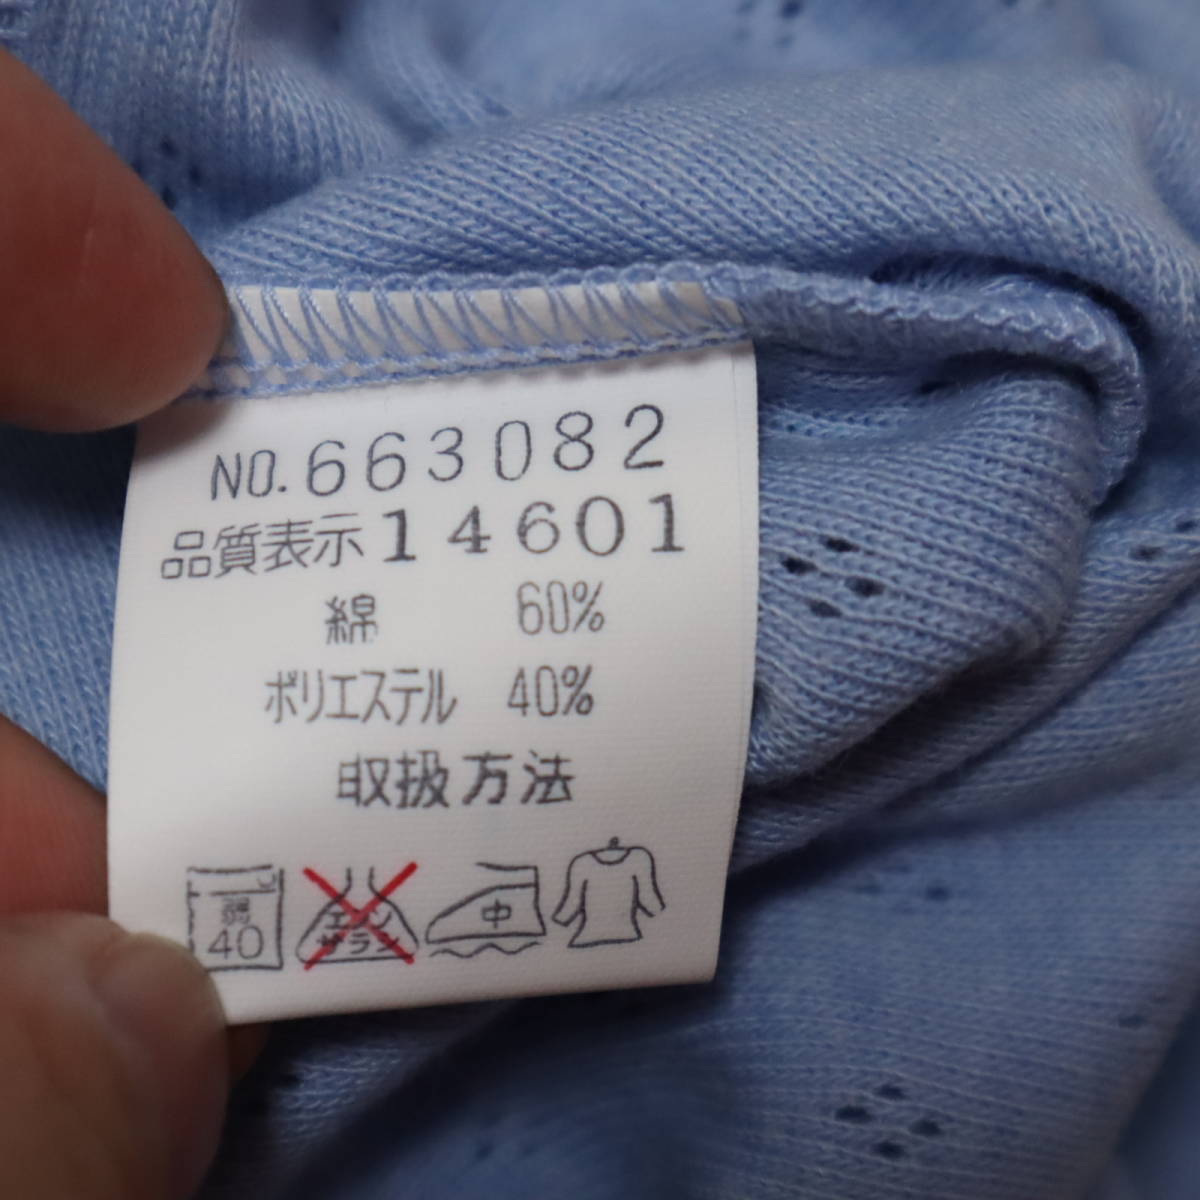 NO.663082
品質表示14601
綿 60%
ポリエステル 40%
取扱方法
弱
40
エンソ
サラシ
中